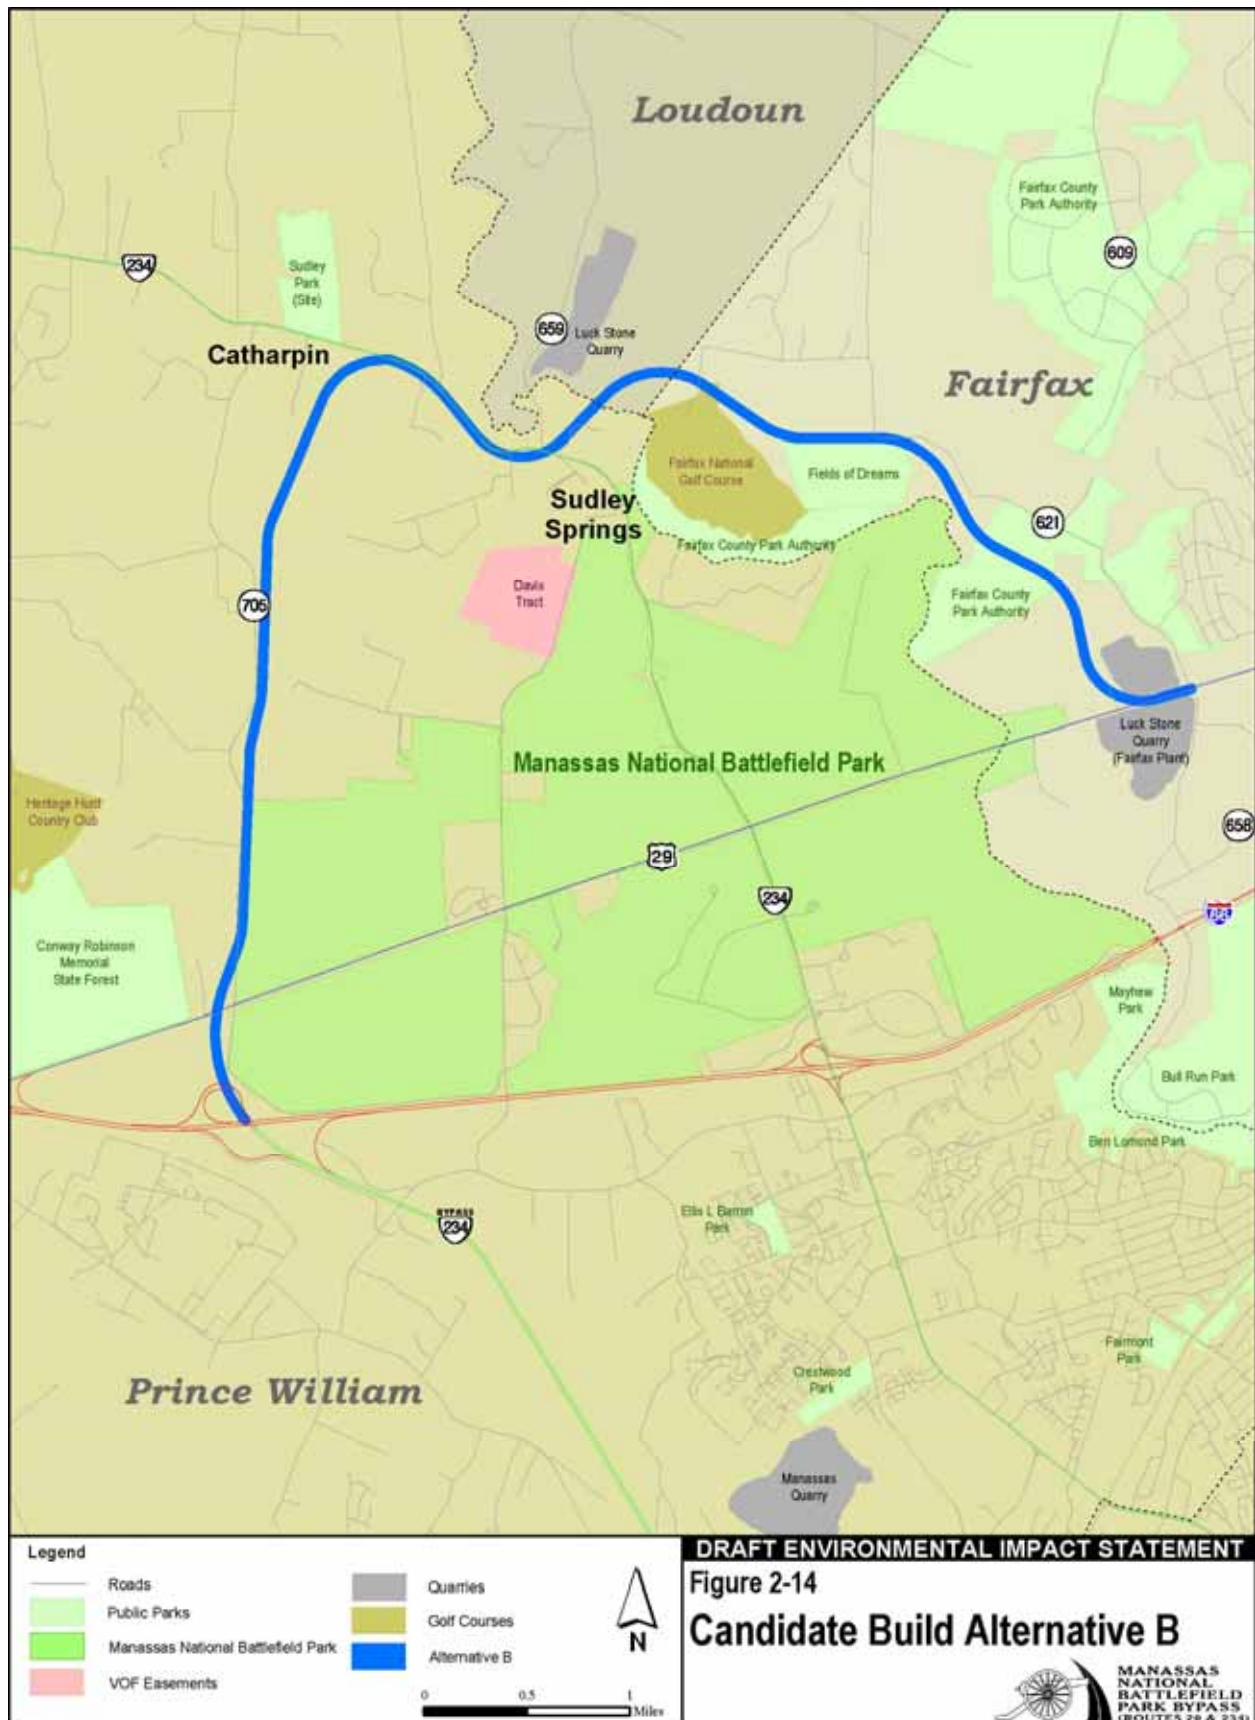 Loudoun
Fairfax County
Park Authority
609
234
Sudley
Park
(Site)
659
Luck Stone
Quarry
Catharpin
Fairfax
Fairfax National
Golf Course
Fields of Dreams
Sudley
Springs
621
Fairfax County Park Authority
Davis
Tract
Fairfax County
Park Authority
705
Luck Stone
Quarry
(Fairfax Plant)
Manassas National Battlefield Park
Heritage Hunt
Country Club
658
29
234
66
Conway Robinson
Memorial
State Forest
Mayhew
Park
Bull Run Park
Ben Lomond Park
Ellis L Barron
Park
BYPASS
234
Fairmont
Park
Crestwood
Park
Prince William
Manassas
Quarry
Legend
Roads
Public Parks
Manassas National Battlefield Park
VOF Easements
Quarries
Golf Courses
Alternative B
N
0 0.5 1
Miles
DRAFT ENVIRONMENTAL IMPACT STATEMENT
Figure 2-14
Candidate Build Alternative B
MANASSAS
NATIONAL
BATTLEFIELD
PARK BYPASS
(ROUTES 29 & 234)